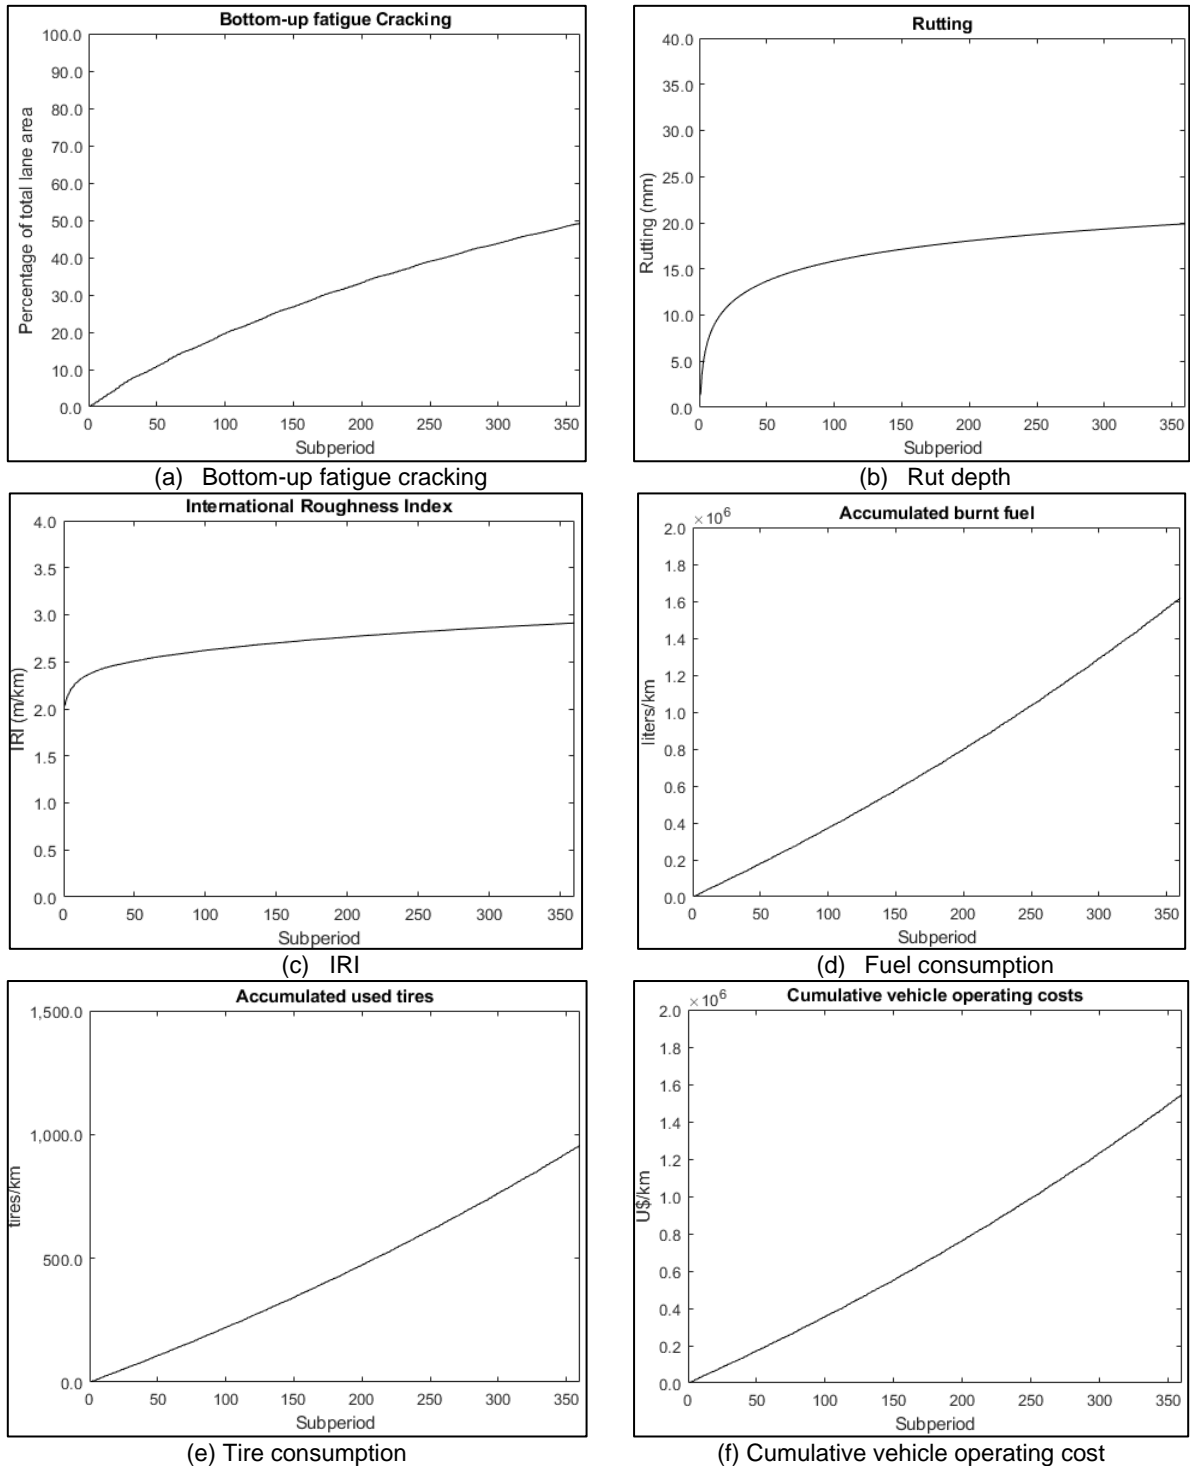 Bottom-up fatigue Cracking
100.0
90.0
80.0
70.0
60.0
50.0
40.0
30.0
20.0
10.0
0.0
Percentage of total lane area
0 50 100 150 200 250 300 350
Subperiod
(a) Bottom-up fatigue cracking
Rutting
40.0
35.0
30.0
25.0
20.0
15.0
10.0
5.0
0.0
Rutting (mm)
0 50 100 150 200 250 300 350
Subperiod
(b) Rut depth
International Roughness Index
4.0
3.5
3.0
2.5
2.0
1.5
1.0
0.5
0.0
IRI (m/km)
0 50 100 150 200 250 300 350
Subperiod
(c) IRI
Accumulated burnt fuel
×10⁶
2.0
1.8
1.6
1.4
1.2
1.0
0.8
0.6
0.4
0.2
0.0
liters/km
0 50 100 150 200 250 300 350
Subperiod
(d) Fuel consumption
Accumulated used tires
1,500.0
1,000.0
500.0
0.0
tires/km
0 50 100 150 200 250 300 350
Subperiod
(e) Tire consumption
Cumulative vehicle operating costs
×10⁶
2.0
1.8
1.6
1.4
1.2
1.0
0.8
0.6
0.4
0.2
0.0
U$/km
0 50 100 150 200 250 300 350
Subperiod
(f) Cumulative vehicle operating cost